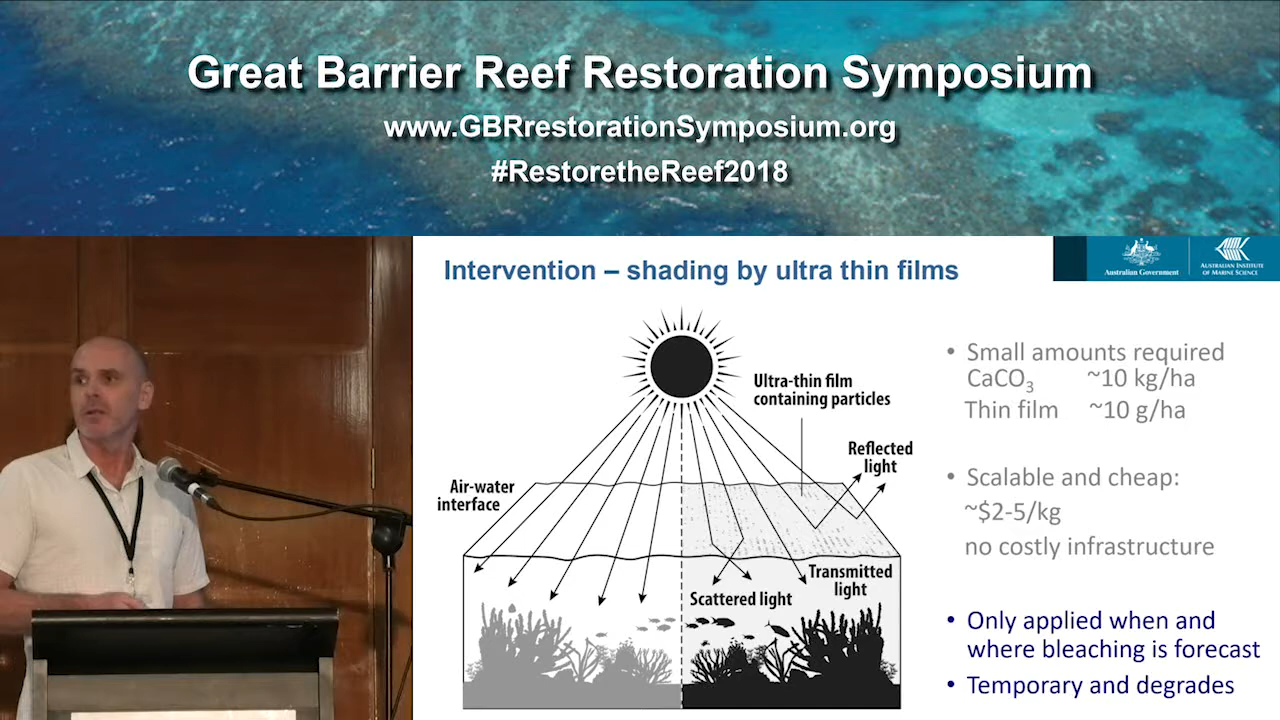 Great Barrier Reef Restoration Symposium
www.GBRrestorationSymposium.org
#RestoretheReef2018
Intervention – shading by ultra thin films
Australian Government
AUSTRALIAN INSTITUTE
OF MARINE SCIENCE
Ultra-thin film
containing particles
Reflected
light
Air-water
interface
Transmitted
light
Scattered light
• Small amounts required
CaCO₃ ~10 kg/ha
Thin film ~10 g/ha
• Scalable and cheap:
~$2-5/kg
no costly infrastructure
• Only applied when and
where bleaching is forecast
• Temporary and degrades